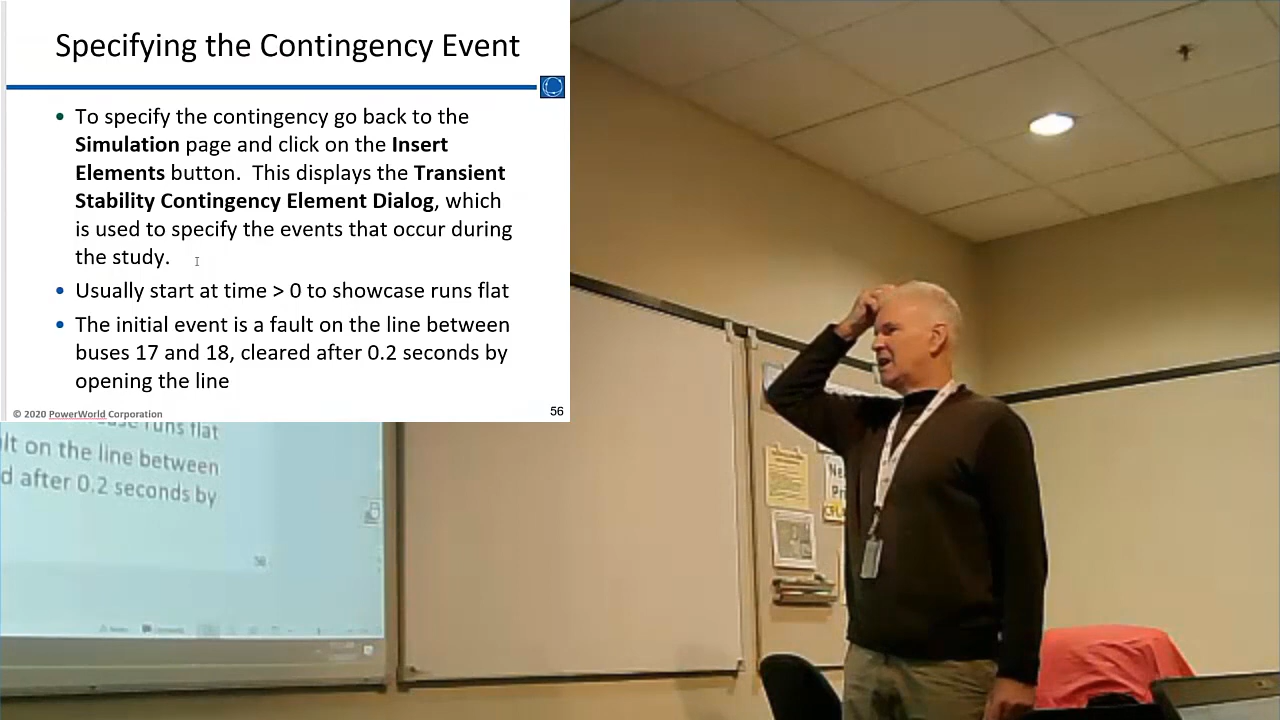 Specifying the Contingency Event
• To specify the contingency go back to the
Simulation page and click on the Insert
Elements button.  This displays the Transient
Stability Contingency Element Dialog, which
is used to specify the events that occur during
the study.
• Usually start at time > 0 to showcase runs flat
• The initial event is a fault on the line between
buses 17 and 18, cleared after 0.2 seconds by
opening the line
© 2020 PowerWorld Corporation
56
runs flat
lt on the line between
d after 0.2 seconds by
56